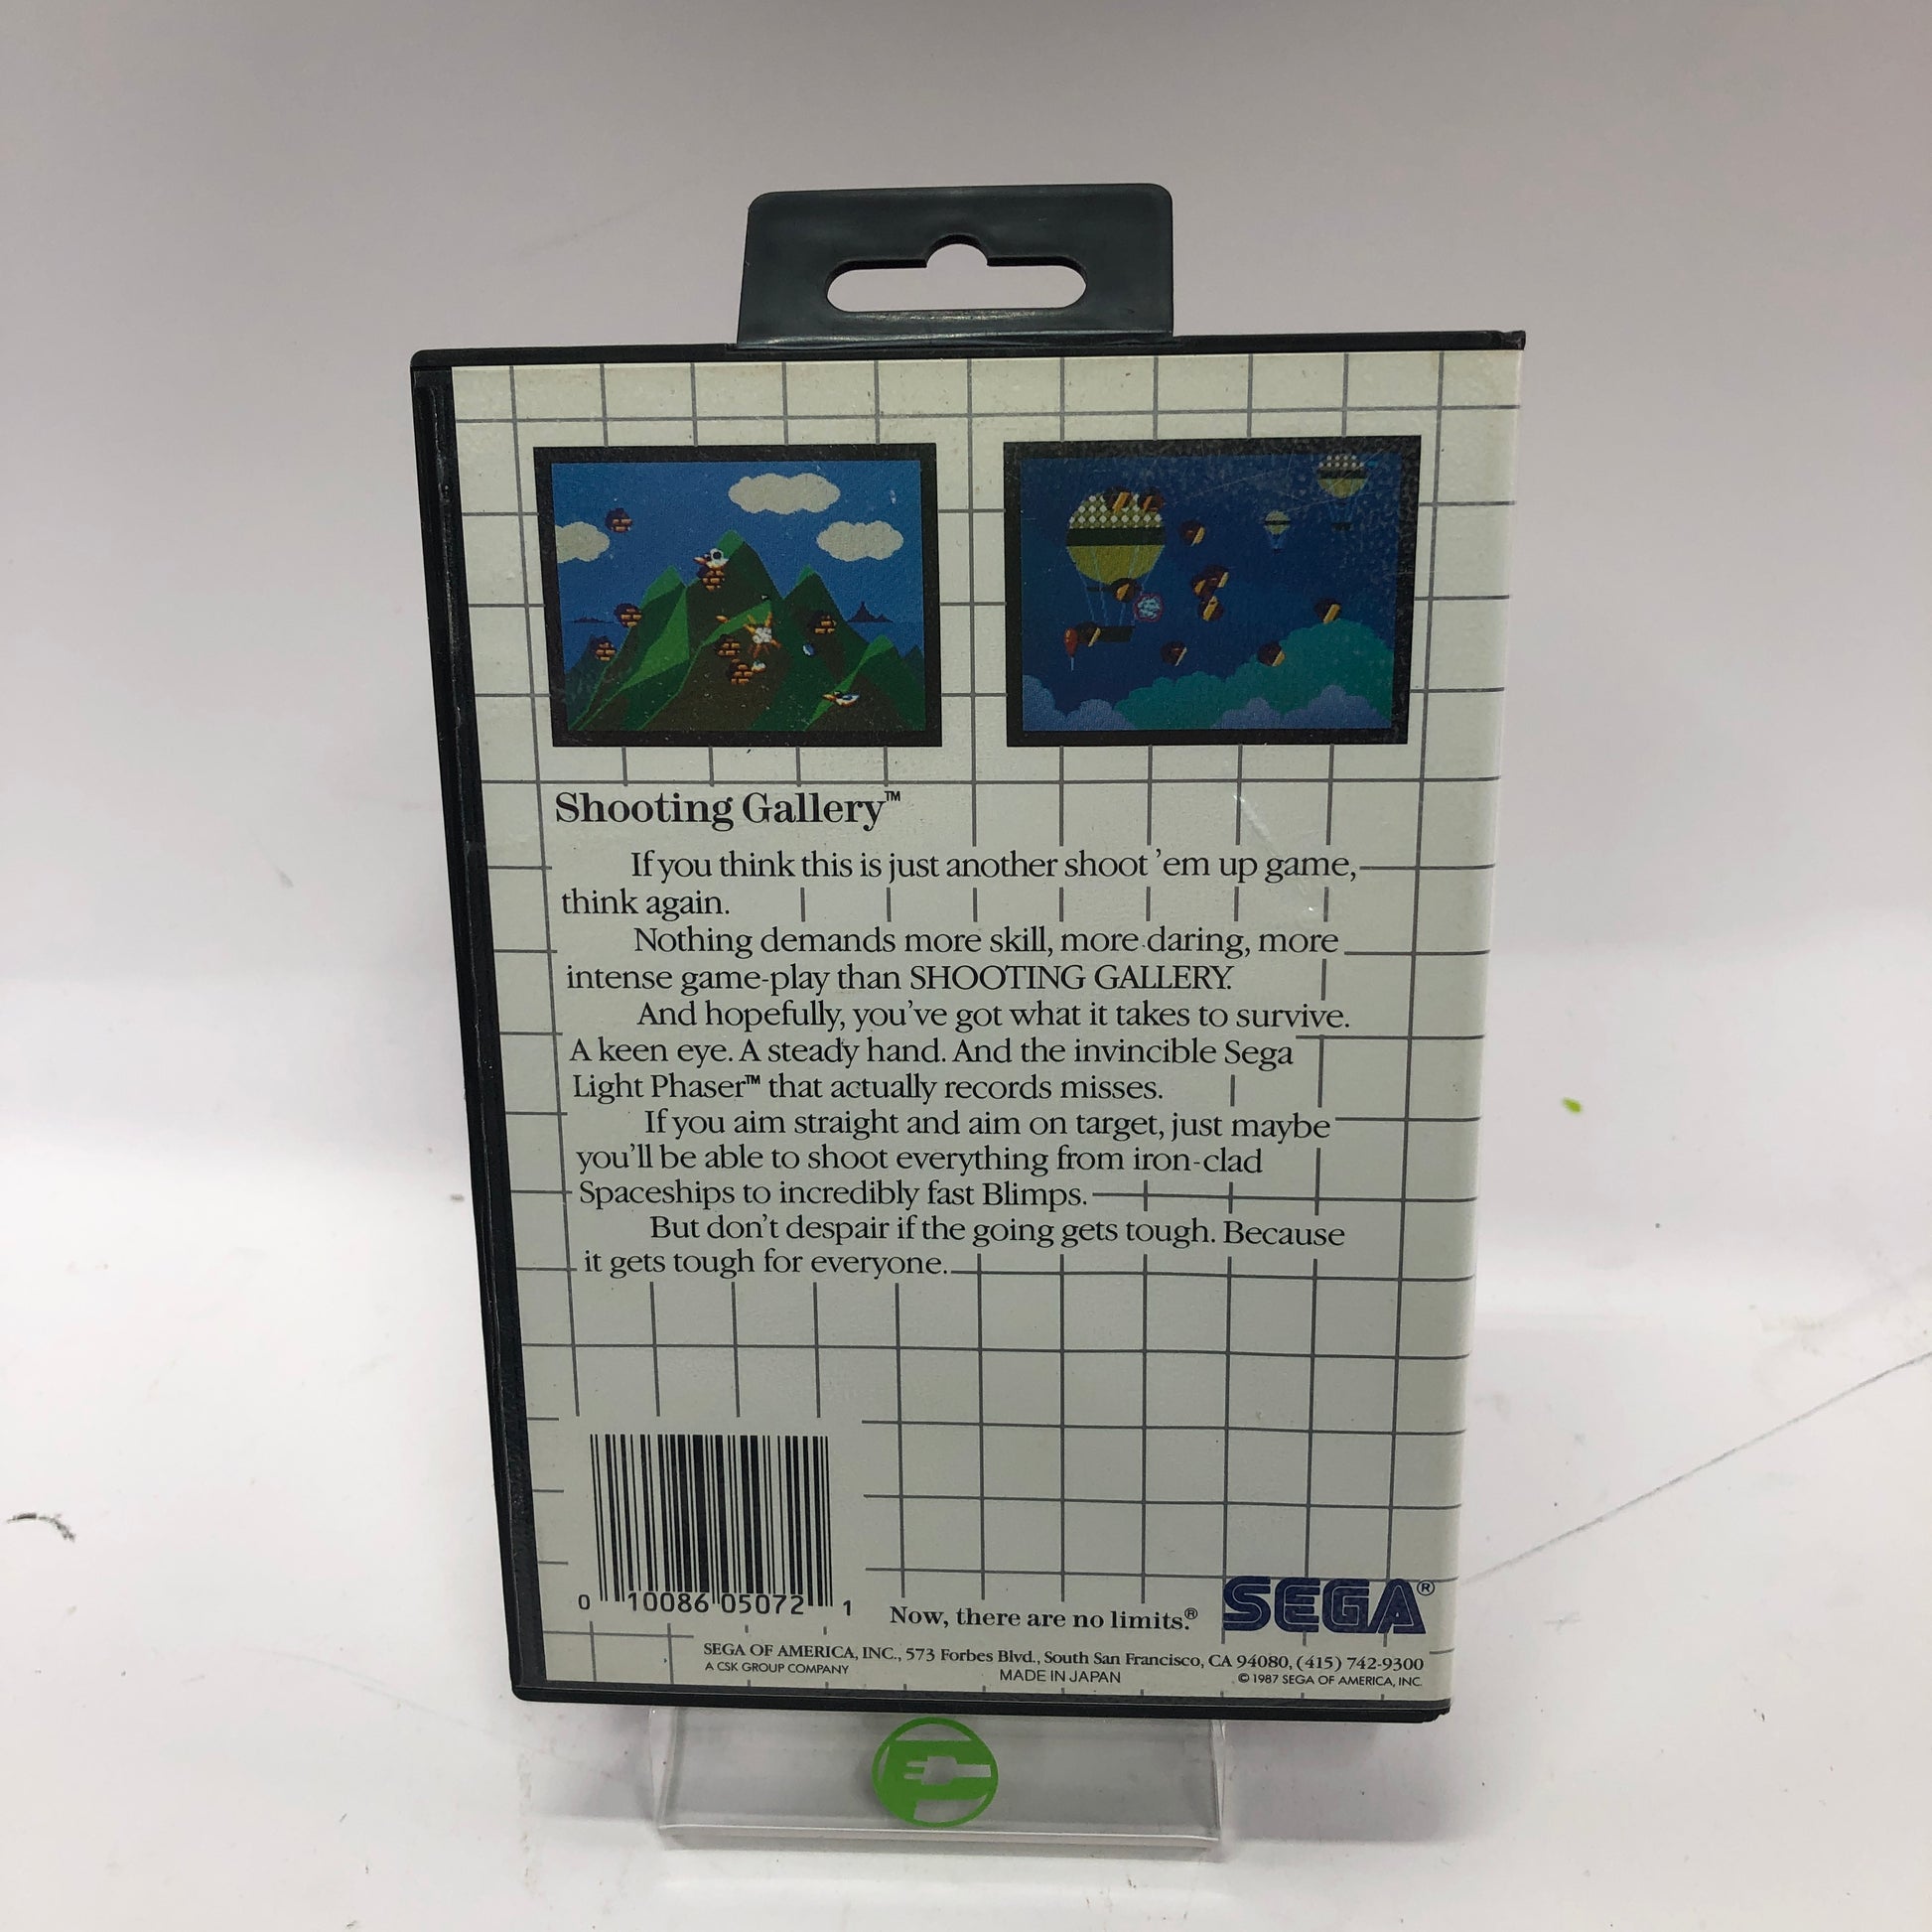 Shooting Gallery™
If you think this is just another shoot 'em up game,
think again.
Nothing demands more skill, more daring, more
intense game-play than SHOOTING GALLERY.
And hopefully, you've got what it takes to survive.
A keen eye. A steady hand. And the invincible Sega
Light Phaser™ that actually records misses.
If you aim straight and aim on target, just maybe
you'll be able to shoot everything from iron-clad
Spaceships to incredibly fast Blimps.
But don't despair if the going gets tough. Because
it gets tough for everyone.
0 10086 05072 1
Now, there are no limits.® SEGA®
SEGA OF AMERICA, INC., 573 Forbes Blvd., South San Francisco, CA 94080, (415) 742-9300
A CSK GROUP COMPANY MADE IN JAPAN © 1987 SEGA OF AMERICA, INC.